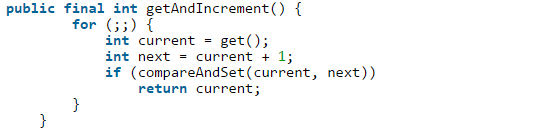 public final int getAndIncrement() {
        for (;;) {
            int current = get();
            int next = current + 1;
            if (compareAndSet(current, next))
                return current;
        }
    }